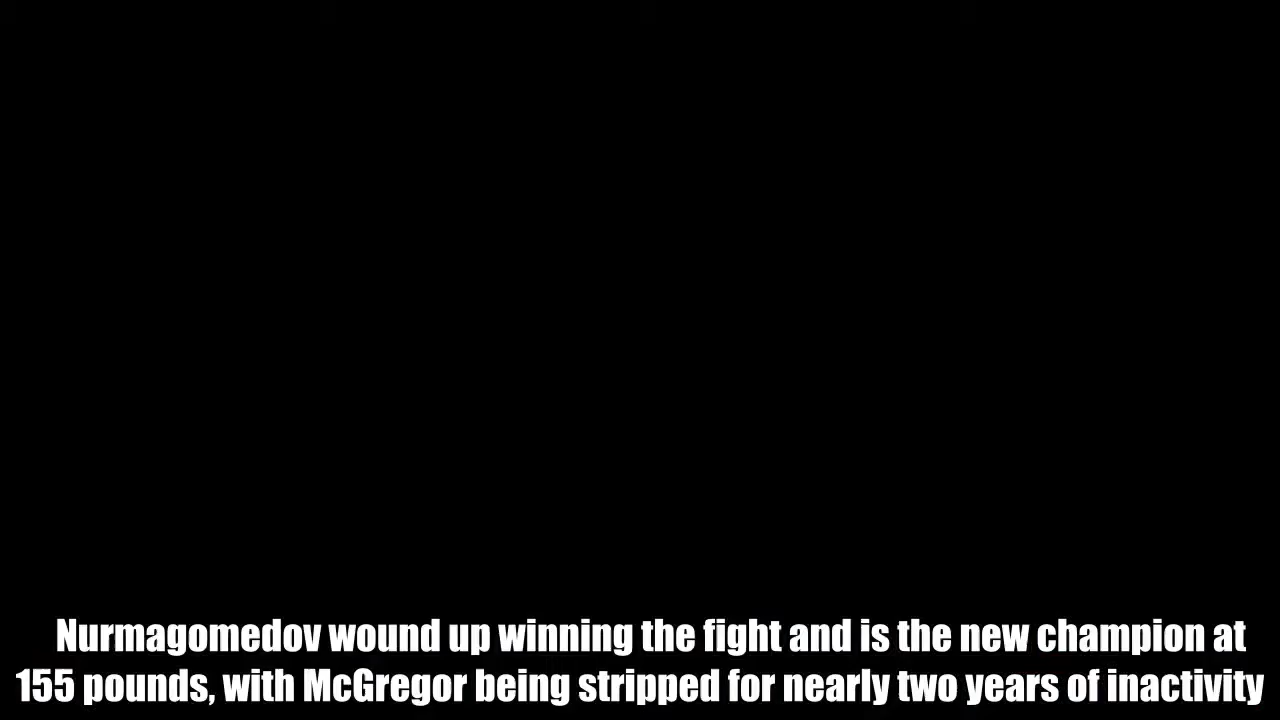 Nurmagomedov wound up winning the fight and is the new champion at
155 pounds, with McGregor being stripped for nearly two years of inactivity